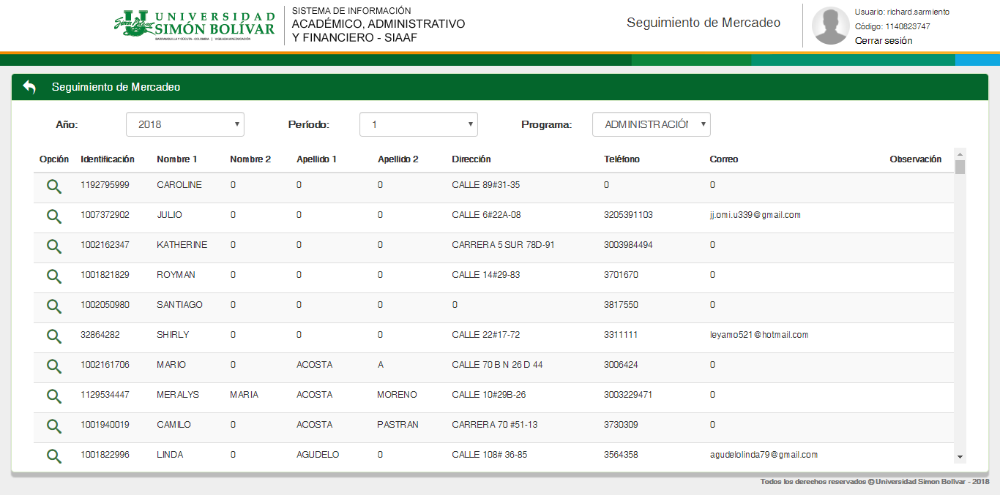 UNIVERSIDAD
SIMÓN BOLÍVAR
BARRANQUILLA Y CÚCUTA - COLOMBIA | VIGILADA MINEDUCACIÓN
SISTEMA DE INFORMACIÓN
ACADÉMICO, ADMINISTRATIVO
Y FINANCIERO - SIAAF
Seguimiento de Mercadeo
Usuario: richard.sarmiento
Código: 1140823747
Cerrar sesión
Seguimiento de Mercadeo
Año: 2018 Período: 1 Programa: ADMINISTRACIÓN
Opción Identificación Nombre 1 Nombre 2 Apellido 1 Apellido 2 Dirección Teléfono Correo Observación
1192795999 CAROLINE 0 0 0 CALLE 89#31-35 0 0
1007372902 JULIO 0 0 0 CALLE 6#22A-08 3205391103 jj.omi.u339@gmail.com
1002162347 KATHERINE 0 0 0 CARRERA 5 SUR 78D-91 3003984494 0
1001821829 ROYMAN 0 0 0 CALLE 14#29-83 3701670 0
1002050980 SANTIAGO 0 0 0 0 3817550 0
32864282 SHIRLY 0 0 0 CALLE 22#17-72 3311111 leyamo521@hotmail.com
1002161706 MARIO 0 ACOSTA A CALLE 70 B N 26 D 44 3006424 0
1129534447 MERALYS MARIA ACOSTA MORENO CALLE 10#29B-26 3003229471 0
1001940019 CAMILO 0 ACOSTA PASTRAN CARRERA 70 #51-13 3730309 0
1001822996 LINDA 0 AGUDELO 0 CALLE 108# 36-85 3564358 agudelolinda79@gmail.com
Todos los derechos reservados © Universidad Simon Bolívar - 2018